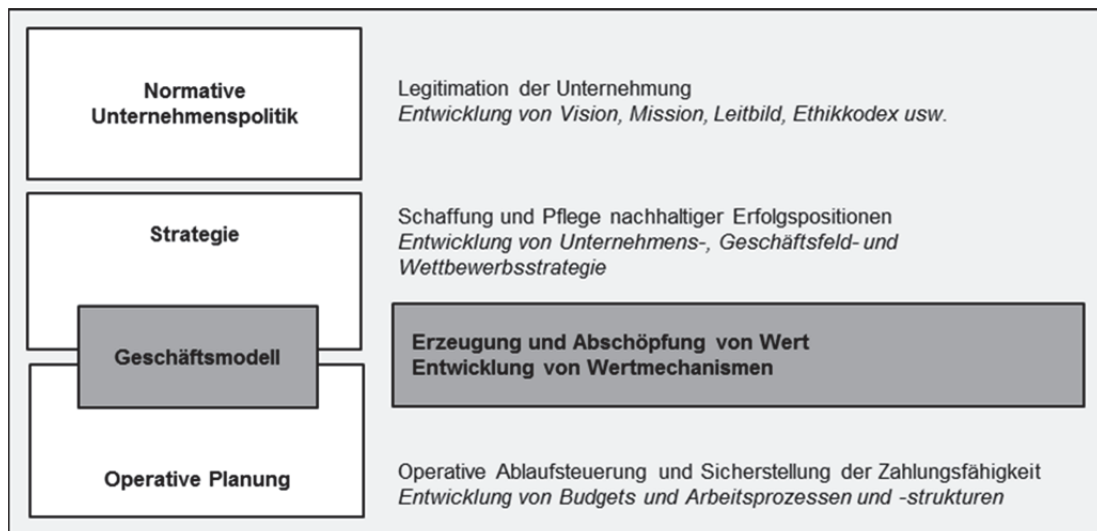 Normative
Unternehmenspolitik
Legitimation der Unternehmung
Entwicklung von Vision, Mission, Leitbild, Ethikkodex usw.
Strategie
Schaffung und Pflege nachhaltiger Erfolgspositionen
Entwicklung von Unternehmens-, Geschäftsfeld- und
Wettbewerbsstrategie
Geschäftsmodell
Erzeugung und Abschöpfung von Wert
Entwicklung von Wertmechanismen
Operative Planung
Operative Ablaufsteuerung und Sicherstellung der Zahlungsfähigkeit
Entwicklung von Budgets und Arbeitsprozessen und -strukturen